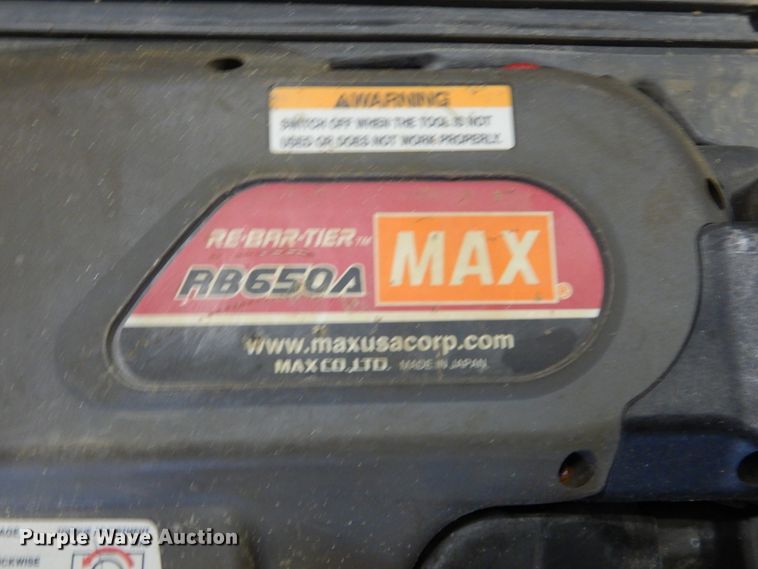 WARNING
SWITCH OFF WHEN THE TOOL IS NOT
USED OR DOES NOT WORK PROPERLY.
RE-BAR-TIER™
RB650A
MAX®
www.maxusacorp.com
MAX CO.,LTD. MADE IN JAPAN
Purple Wave Auction